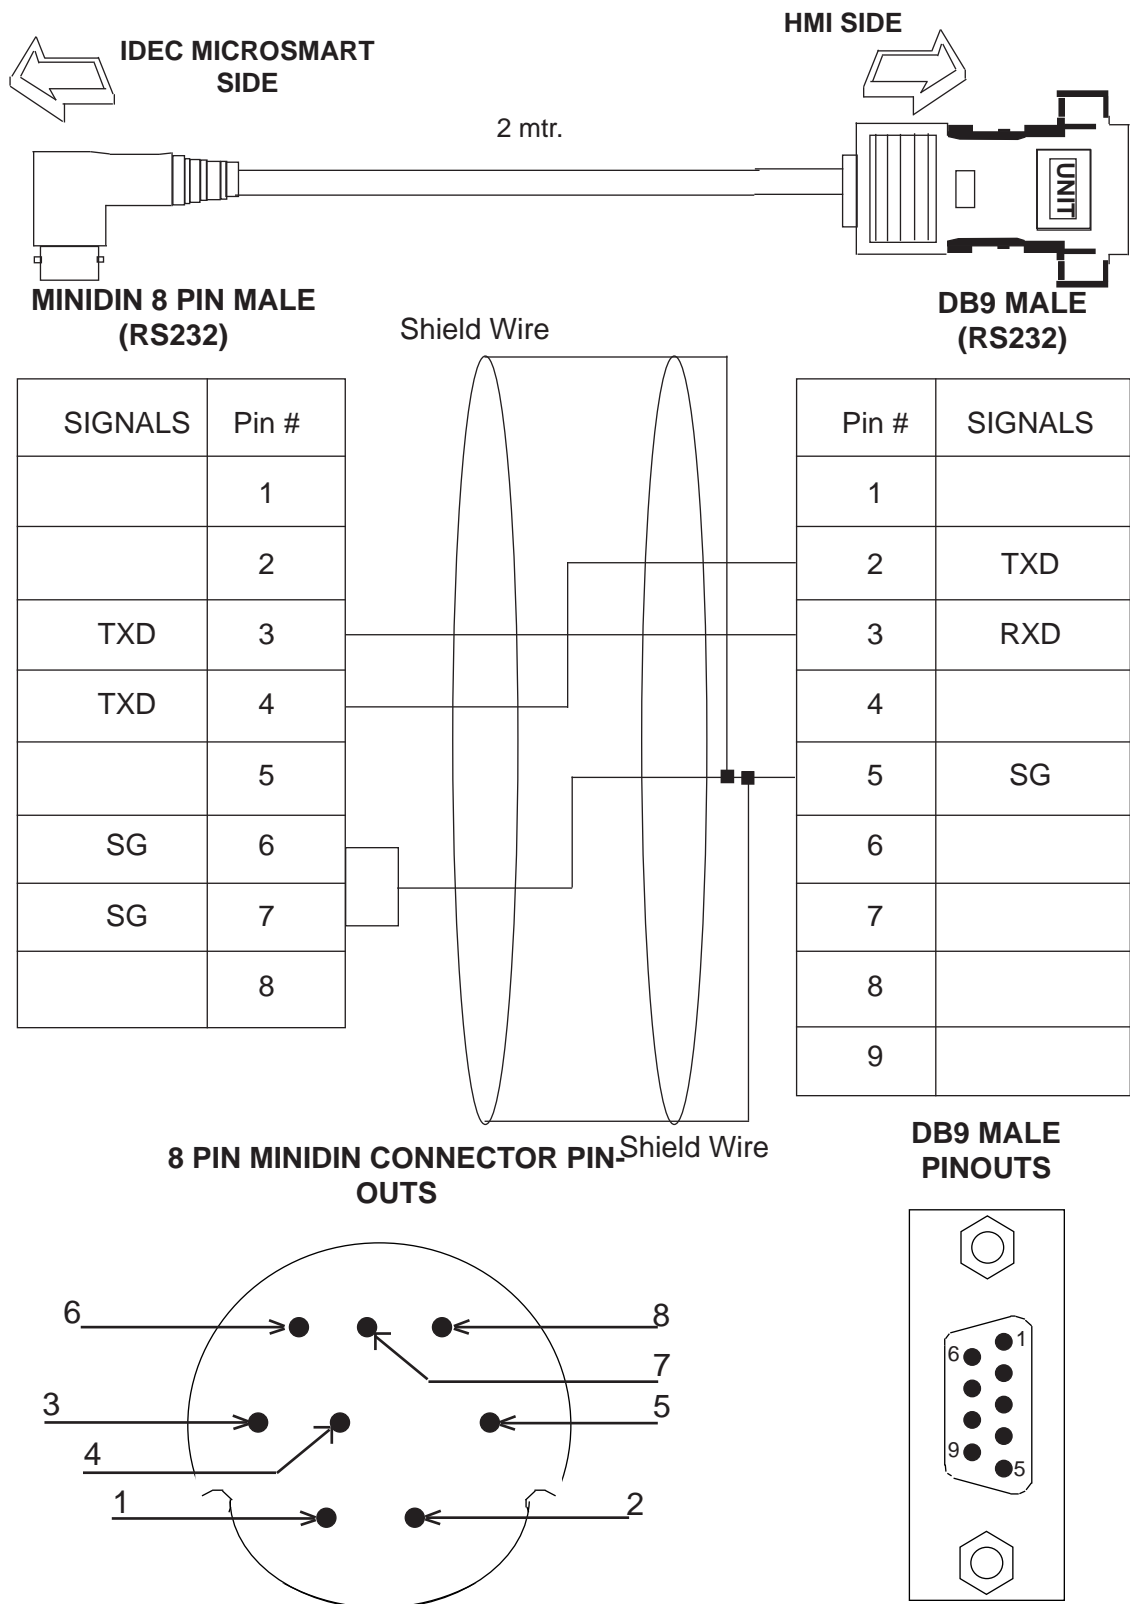 HMI SIDE
IDEC MICROSMART
SIDE
2 mtr.
UNIT
MINIDIN 8 PIN MALE
(RS232)
DB9 MALE
(RS232)
Shield Wire
SIGNALS Pin #
1
2
TXD 3
TXD 4
5
SG 6
SG 7
8
Pin # SIGNALS
1
2 TXD
3 RXD
4
5 SG
6
7
8
9
Shield Wire
8 PIN MINIDIN CONNECTOR PIN-
OUTS
DB9 MALE
PINOUTS
6
8
7
3
5
4
1
2
1
6
9
5